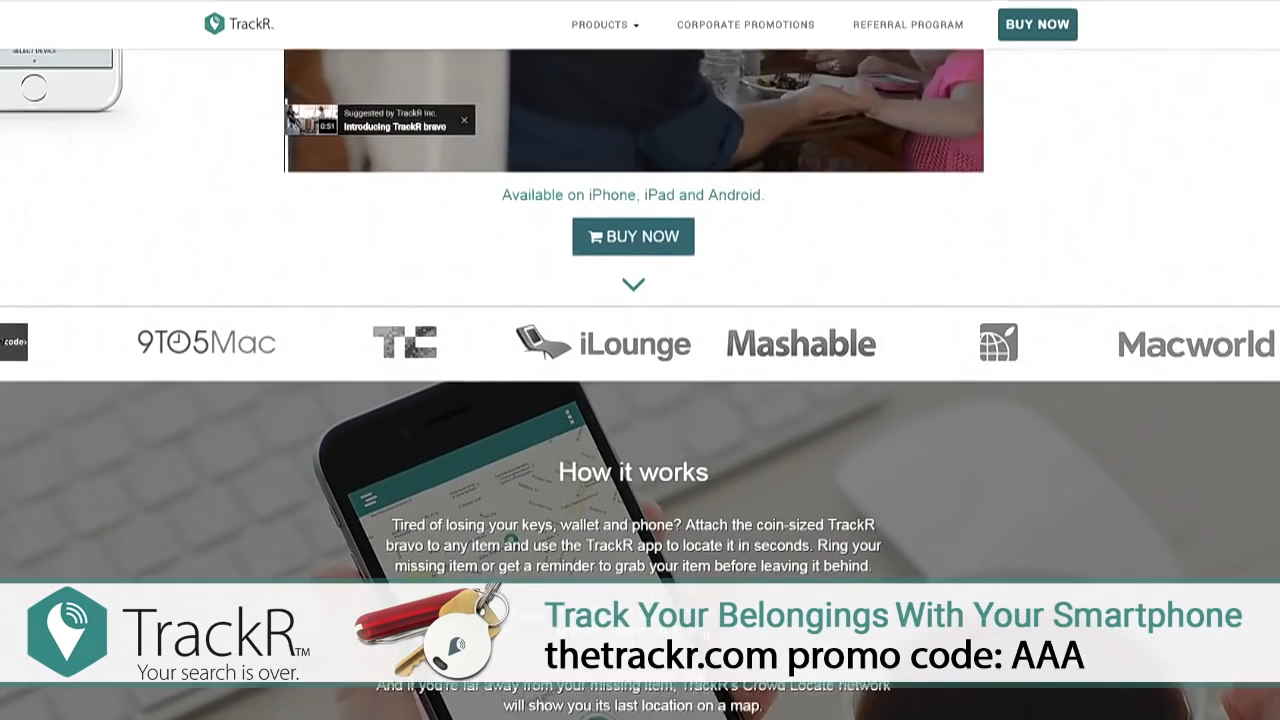 TrackR
PRODUCTS
CORPORATE PROMOTIONS
REFERRAL PROGRAM
BUY NOW
SELECT DEVICE
Suggested by TrackR Inc.
0:51
Introducing TrackR bravo
Available on iPhone, iPad and Android.
BUY NOW
code>
9TO5Mac
TC
iLounge
Mashable
Macworld
How it works
Tired of losing your keys, wallet and phone? Attach the coin-sized TrackR
bravo to any item and use the TrackR app to locate it in seconds. Ring your
missing item or get a reminder to grab your item before leaving it behind.
TrackR™
Your search is over.
Track Your Belongings With Your Smartphone
thetrackr.com promo code: AAA
And if you're far away from your missing item, TrackR's Crowd Locate network
will show you its last location on a map.